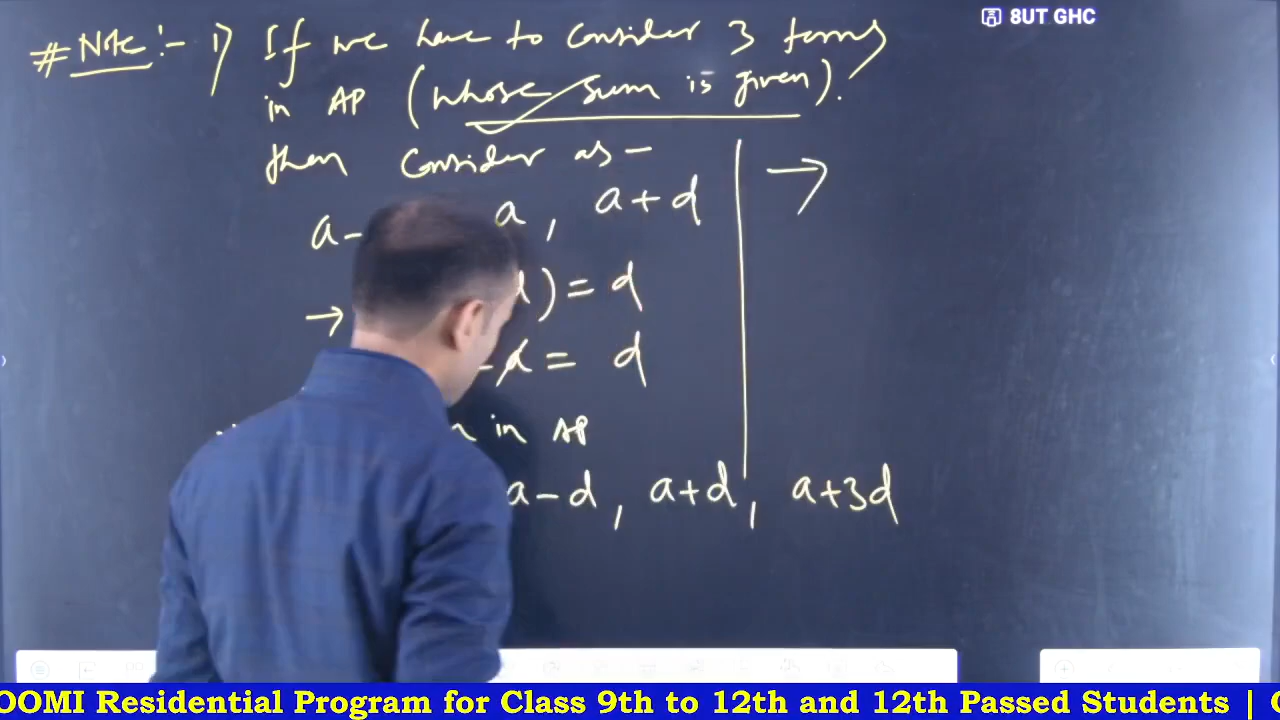 8UT GHC
# Note :- 1) If we have to consider 3 terms
in AP (whose sum is given).
then consider as -
a- a, a+d
→
→ d) = d
- d = d
in AP
a-d, a+d, a+3d
OOMI Residential Program for Class 9th to 12th and 12th Passed Students | C